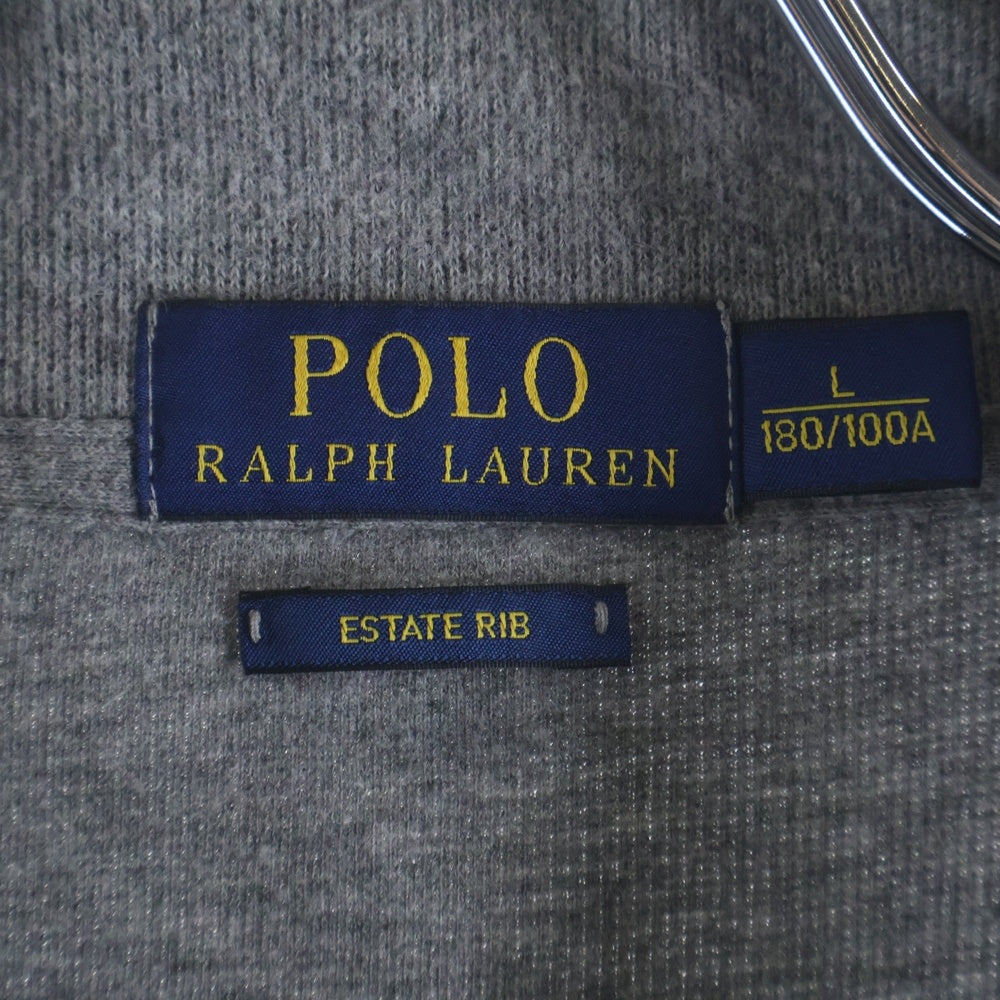 POLO
RALPH LAUREN
L
180/100A
ESTATE RIB